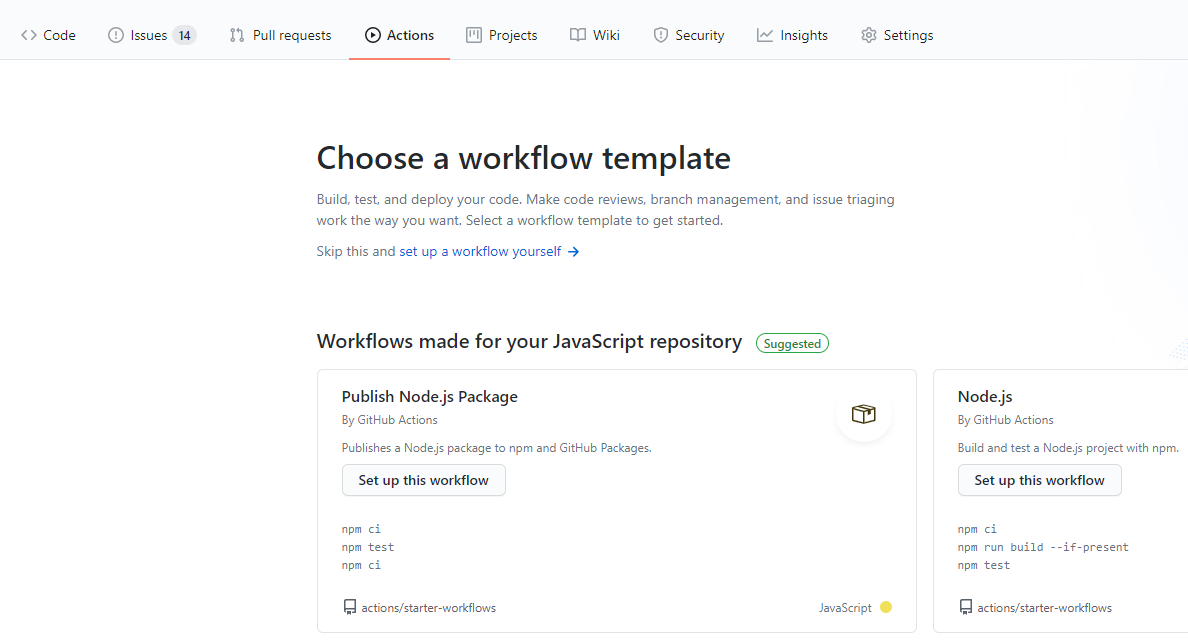 Code Issues 14 Pull requests Actions Projects Wiki Security Insights Settings
Choose a workflow template
Build, test, and deploy your code. Make code reviews, branch management, and issue triaging
work the way you want. Select a workflow template to get started.
Skip this and set up a workflow yourself →
Workflows made for your JavaScript repository Suggested
Publish Node.js Package
By GitHub Actions
Publishes a Node.js package to npm and GitHub Packages.
Set up this workflow
npm ci
npm test
npm ci
actions/starter-workflows JavaScript
Node.js
By GitHub Actions
Build and test a Node.js project with npm.
Set up this workflow
npm ci
npm run build --if-present
npm test
actions/starter-workflows